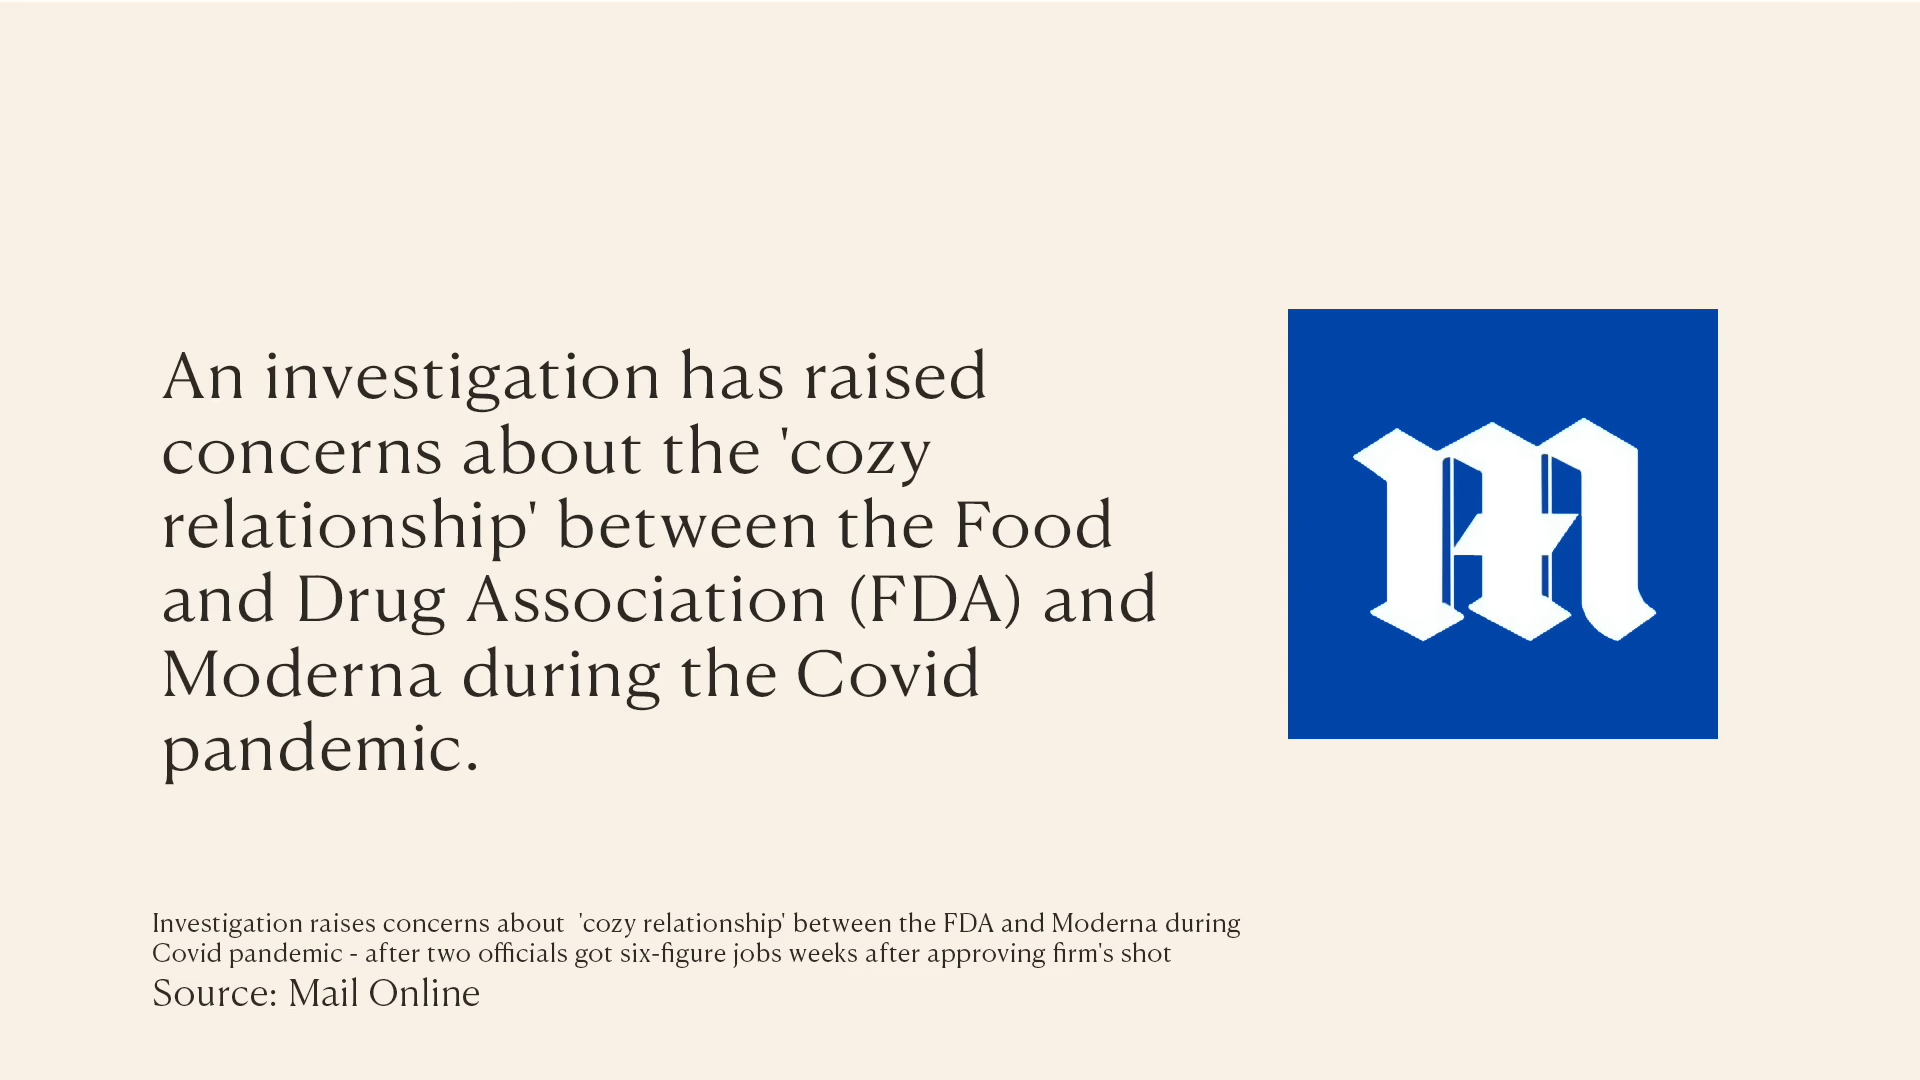 An investigation has raised
concerns about the 'cozy
relationship' between the Food
and Drug Association (FDA) and
Moderna during the Covid
pandemic.
m
Investigation raises concerns about  'cozy relationship' between the FDA and Moderna during
Covid pandemic - after two officials got six-figure jobs weeks after approving firm's shot
Source: Mail Online